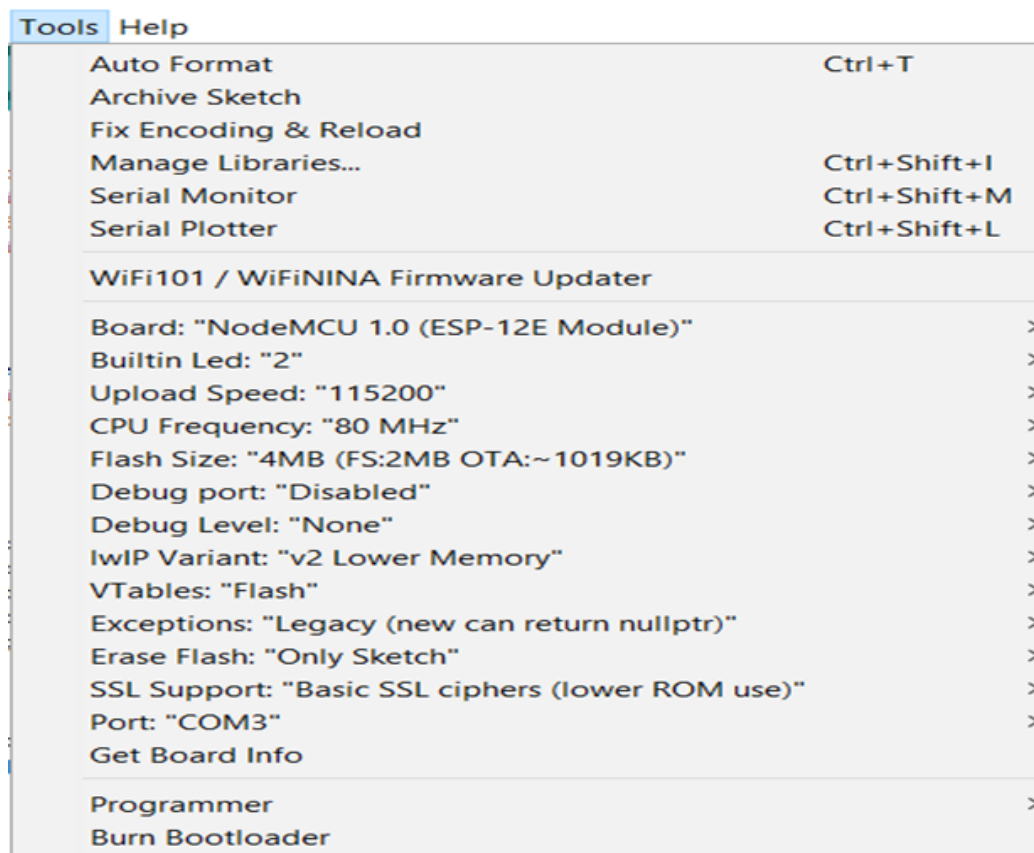 Tools Help
Auto Format Ctrl+T
Archive Sketch
Fix Encoding & Reload
Manage Libraries... Ctrl+Shift+I
Serial Monitor Ctrl+Shift+M
Serial Plotter Ctrl+Shift+L
WiFi101 / WiFiNINA Firmware Updater
Board: "NodeMCU 1.0 (ESP-12E Module)"
Builtin Led: "2"
Upload Speed: "115200"
CPU Frequency: "80 MHz"
Flash Size: "4MB (FS:2MB OTA:~1019KB)"
Debug port: "Disabled"
Debug Level: "None"
lwIP Variant: "v2 Lower Memory"
VTables: "Flash"
Exceptions: "Legacy (new can return nullptr)"
Erase Flash: "Only Sketch"
SSL Support: "Basic SSL ciphers (lower ROM use)"
Port: "COM3"
Get Board Info
Programmer
Burn Bootloader